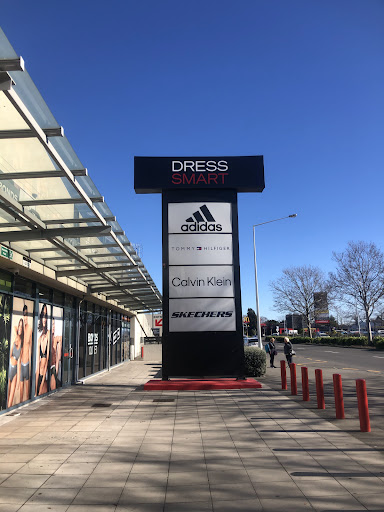 DRESS
SMART
adidas
TOMMY HILFIGER
Calvin Klein
SKECHERS